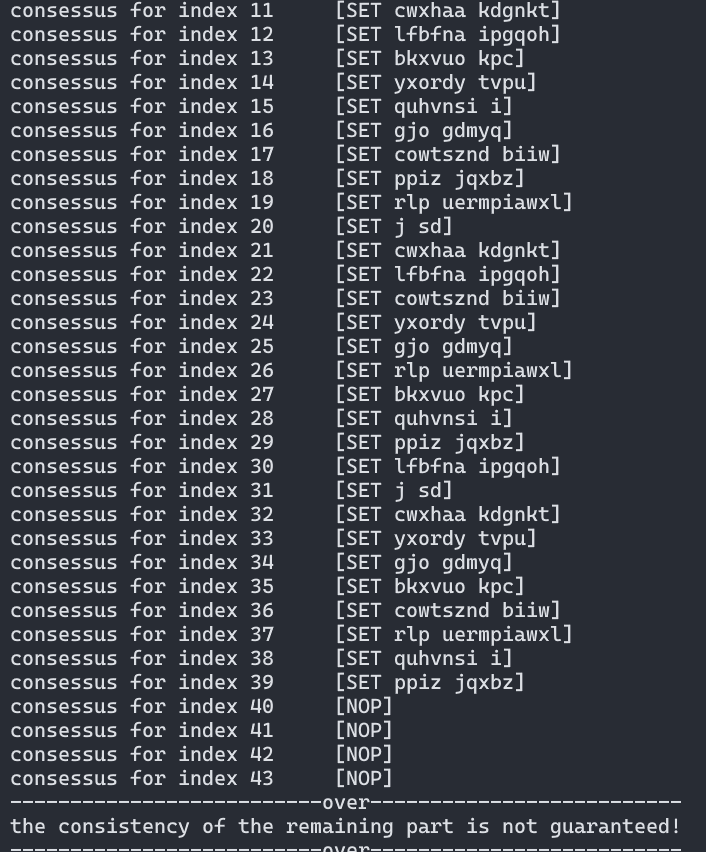 consessus for index 11 [SET cwxhaa kdgnkt]
consessus for index 12 [SET lfbfna ipgqoh]
consessus for index 13 [SET bkxvuo kpc]
consessus for index 14 [SET yxordy tvpu]
consessus for index 15 [SET quhvnsi i]
consessus for index 16 [SET gjo gdmyq]
consessus for index 17 [SET cowtsznd biiw]
consessus for index 18 [SET ppiz jqxbz]
consessus for index 19 [SET rlp uermpiawxl]
consessus for index 20 [SET j sd]
consessus for index 21 [SET cwxhaa kdgnkt]
consessus for index 22 [SET lfbfna ipgqoh]
consessus for index 23 [SET cowtsznd biiw]
consessus for index 24 [SET yxordy tvpu]
consessus for index 25 [SET gjo gdmyq]
consessus for index 26 [SET rlp uermpiawxl]
consessus for index 27 [SET bkxvuo kpc]
consessus for index 28 [SET quhvnsi i]
consessus for index 29 [SET ppiz jqxbz]
consessus for index 30 [SET lfbfna ipgqoh]
consessus for index 31 [SET j sd]
consessus for index 32 [SET cwxhaa kdgnkt]
consessus for index 33 [SET yxordy tvpu]
consessus for index 34 [SET gjo gdmyq]
consessus for index 35 [SET bkxvuo kpc]
consessus for index 36 [SET cowtsznd biiw]
consessus for index 37 [SET rlp uermpiawxl]
consessus for index 38 [SET quhvnsi i]
consessus for index 39 [SET ppiz jqxbz]
consessus for index 40 [NOP]
consessus for index 41 [NOP]
consessus for index 42 [NOP]
consessus for index 43 [NOP]
--------------------------over--------------------------
the consistency of the remaining part is not guaranteed!
--------------------------over--------------------------